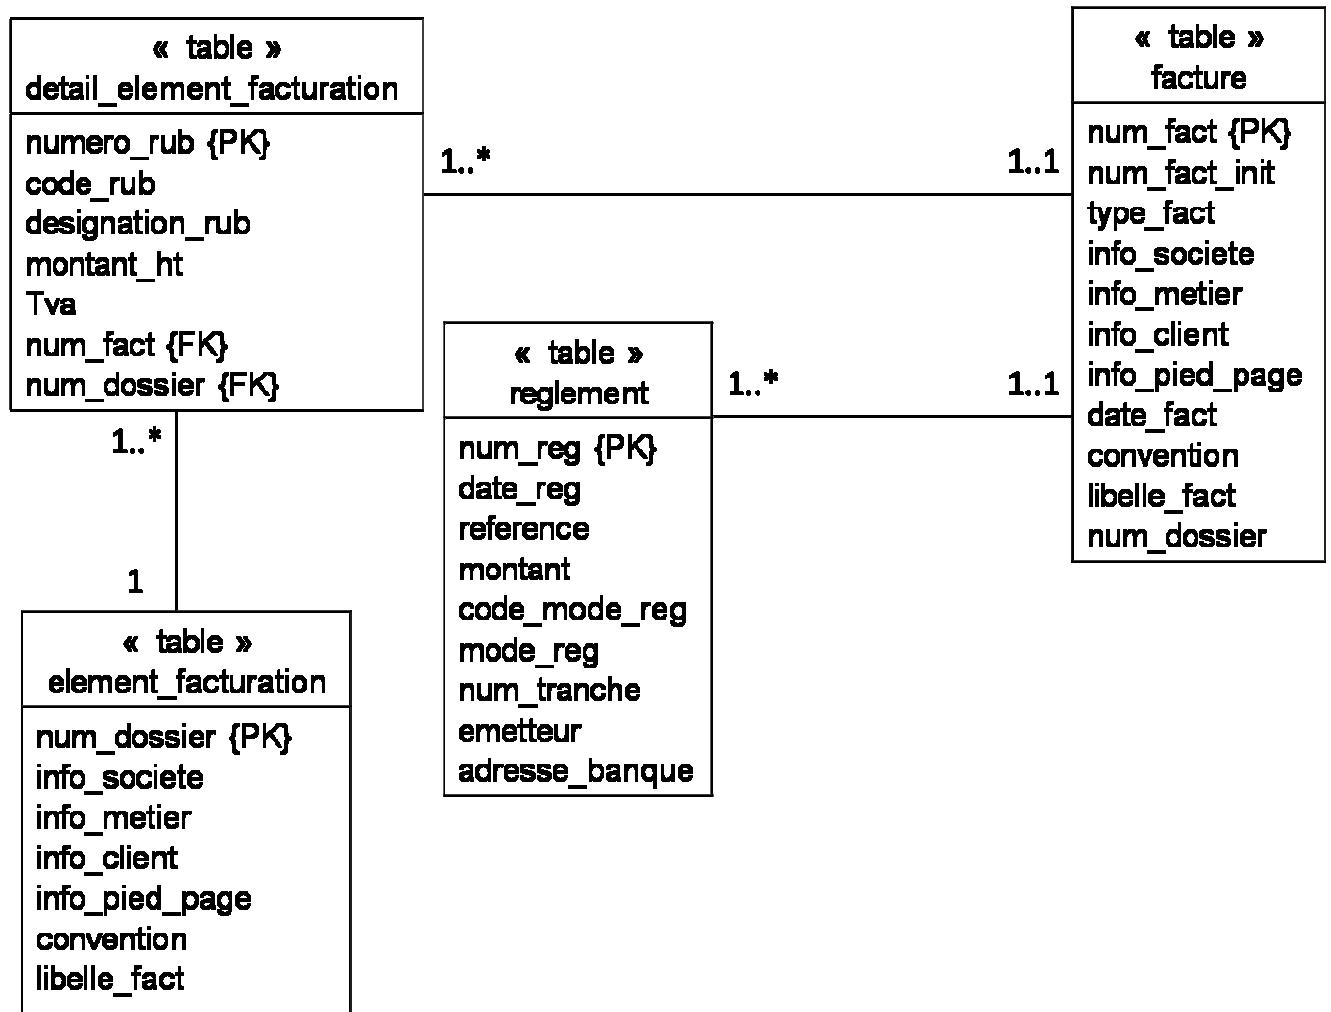 « table »
detail_element_facturation
numero_rub {PK}
code_rub
designation_rub
montant_ht
Tva
num_fact {FK}
num_dossier {FK}
1..*
1..1
« table »
facture
num_fact {PK}
num_fact_init
type_fact
info_societe
info_metier
info_client
info_pied_page
date_fact
convention
libelle_fact
num_dossier
« table »
reglement
num_reg {PK}
date_reg
reference
montant
code_mode_reg
mode_reg
num_tranche
emetteur
adresse_banque
1..*
1..1
1..*
1
« table »
element_facturation
num_dossier {PK}
info_societe
info_metier
info_client
info_pied_page
convention
libelle_fact